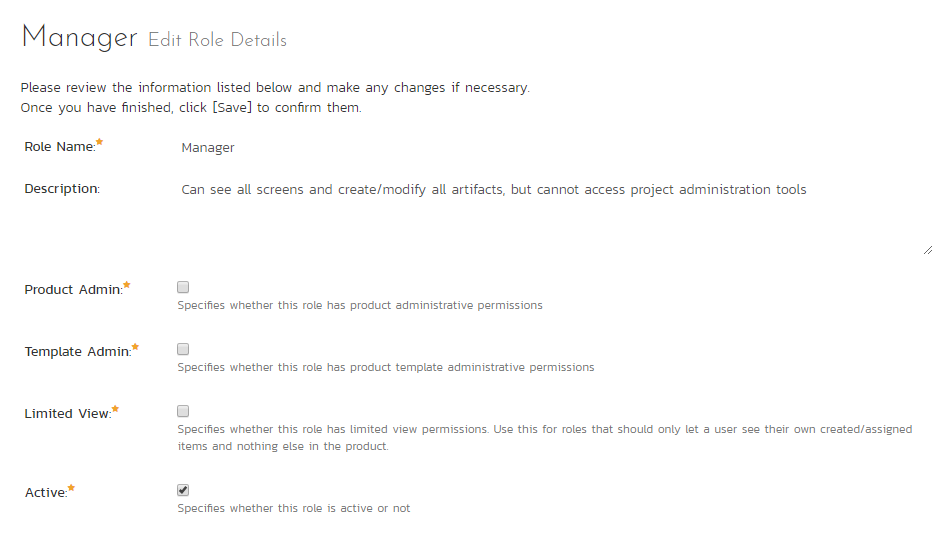 Manager Edit Role Details
Please review the information listed below and make any changes if necessary.
Once you have finished, click [Save] to confirm them.
Role Name:
Manager
Description:
Can see all screens and create/modify all artifacts, but cannot access project administration tools
Product Admin:
Specifies whether this role has product administrative permissions
Template Admin:
Specifies whether this role has product template administrative permissions
Limited View:
Specifies whether this role has limited view permissions. Use this for roles that should only let a user see their own created/assigned
items and nothing else in the product.
Active:
Specifies whether this role is active or not